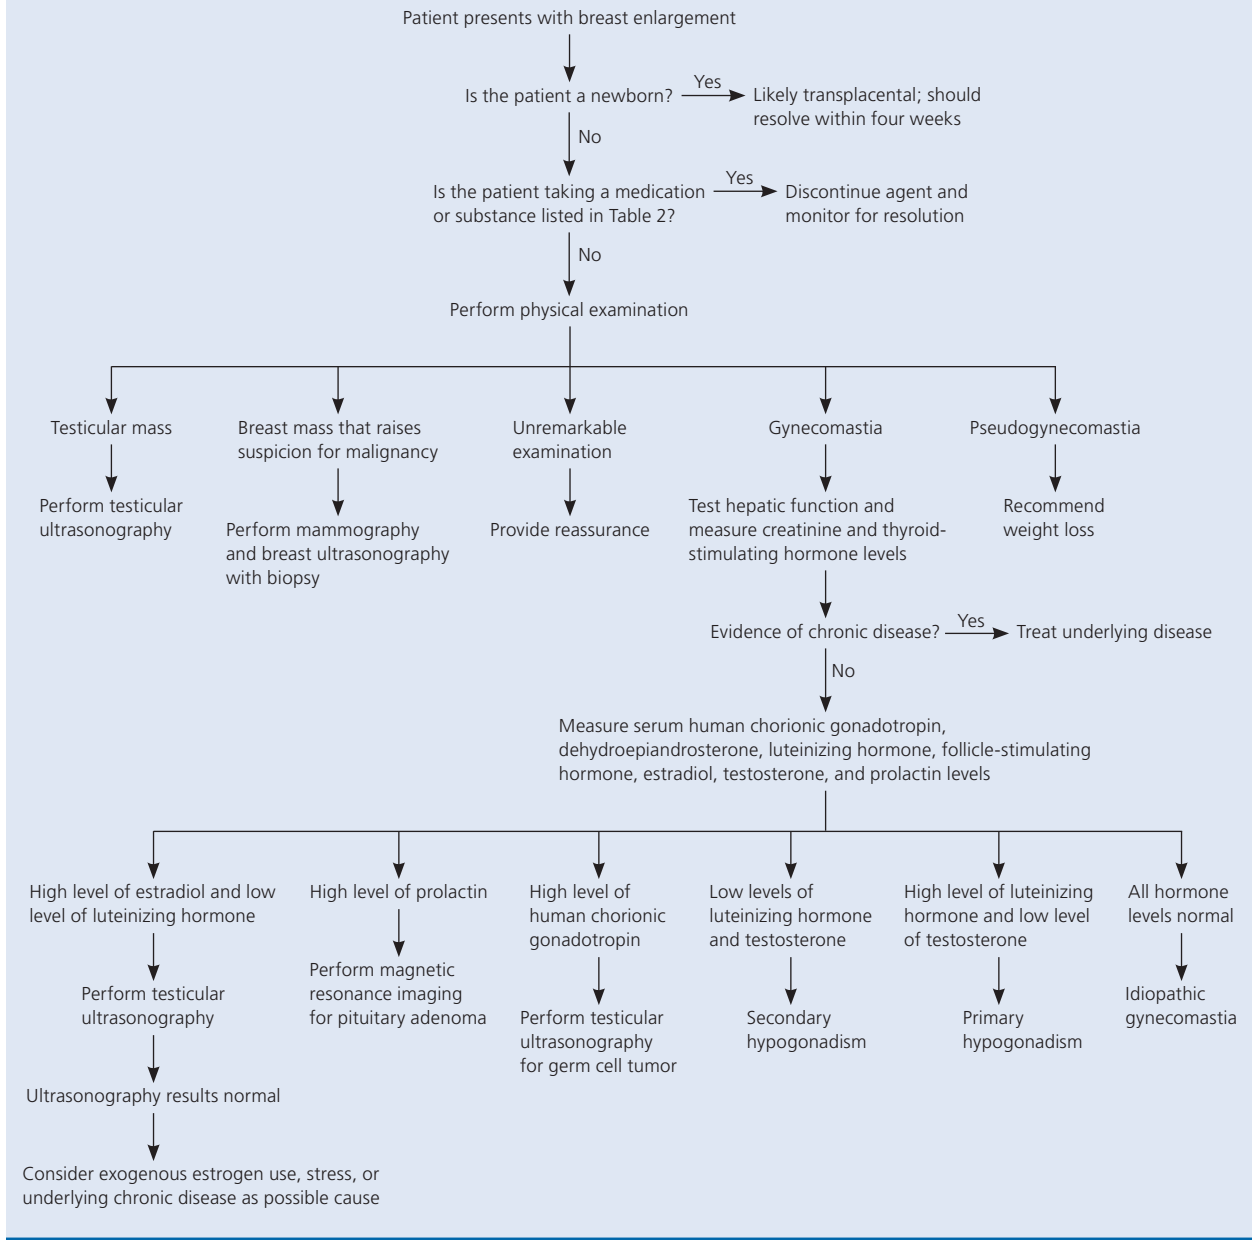 Patient presents with breast enlargement
Is the patient a newborn?
Yes
Likely transplacental; should
resolve within four weeks
No
Is the patient taking a medication
or substance listed in Table 2?
Yes
Discontinue agent and
monitor for resolution
No
Perform physical examination
Testicular mass
Perform testicular
ultrasonography
Breast mass that raises
suspicion for malignancy
Perform mammography
and breast ultrasonography
with biopsy
Unremarkable
examination
Provide reassurance
Gynecomastia
Test hepatic function and
measure creatinine and thyroid-
stimulating hormone levels
Pseudogynecomastia
Recommend
weight loss
Evidence of chronic disease?
Yes
Treat underlying disease
No
Measure serum human chorionic gonadotropin,
dehydroepiandrosterone, luteinizing hormone, follicle-stimulating
hormone, estradiol, testosterone, and prolactin levels
High level of estradiol and low
level of luteinizing hormone
Perform testicular
ultrasonography
Ultrasonography results normal
Consider exogenous estrogen use, stress, or
underlying chronic disease as possible cause
High level of prolactin
Perform magnetic
resonance imaging
for pituitary adenoma
High level of
human chorionic
gonadotropin
Perform testicular
ultrasonography
for germ cell tumor
Low levels of
luteinizing hormone
and testosterone
Secondary
hypogonadism
High level of luteinizing
hormone and low level
of testosterone
Primary
hypogonadism
All hormone
levels normal
Idiopathic
gynecomastia